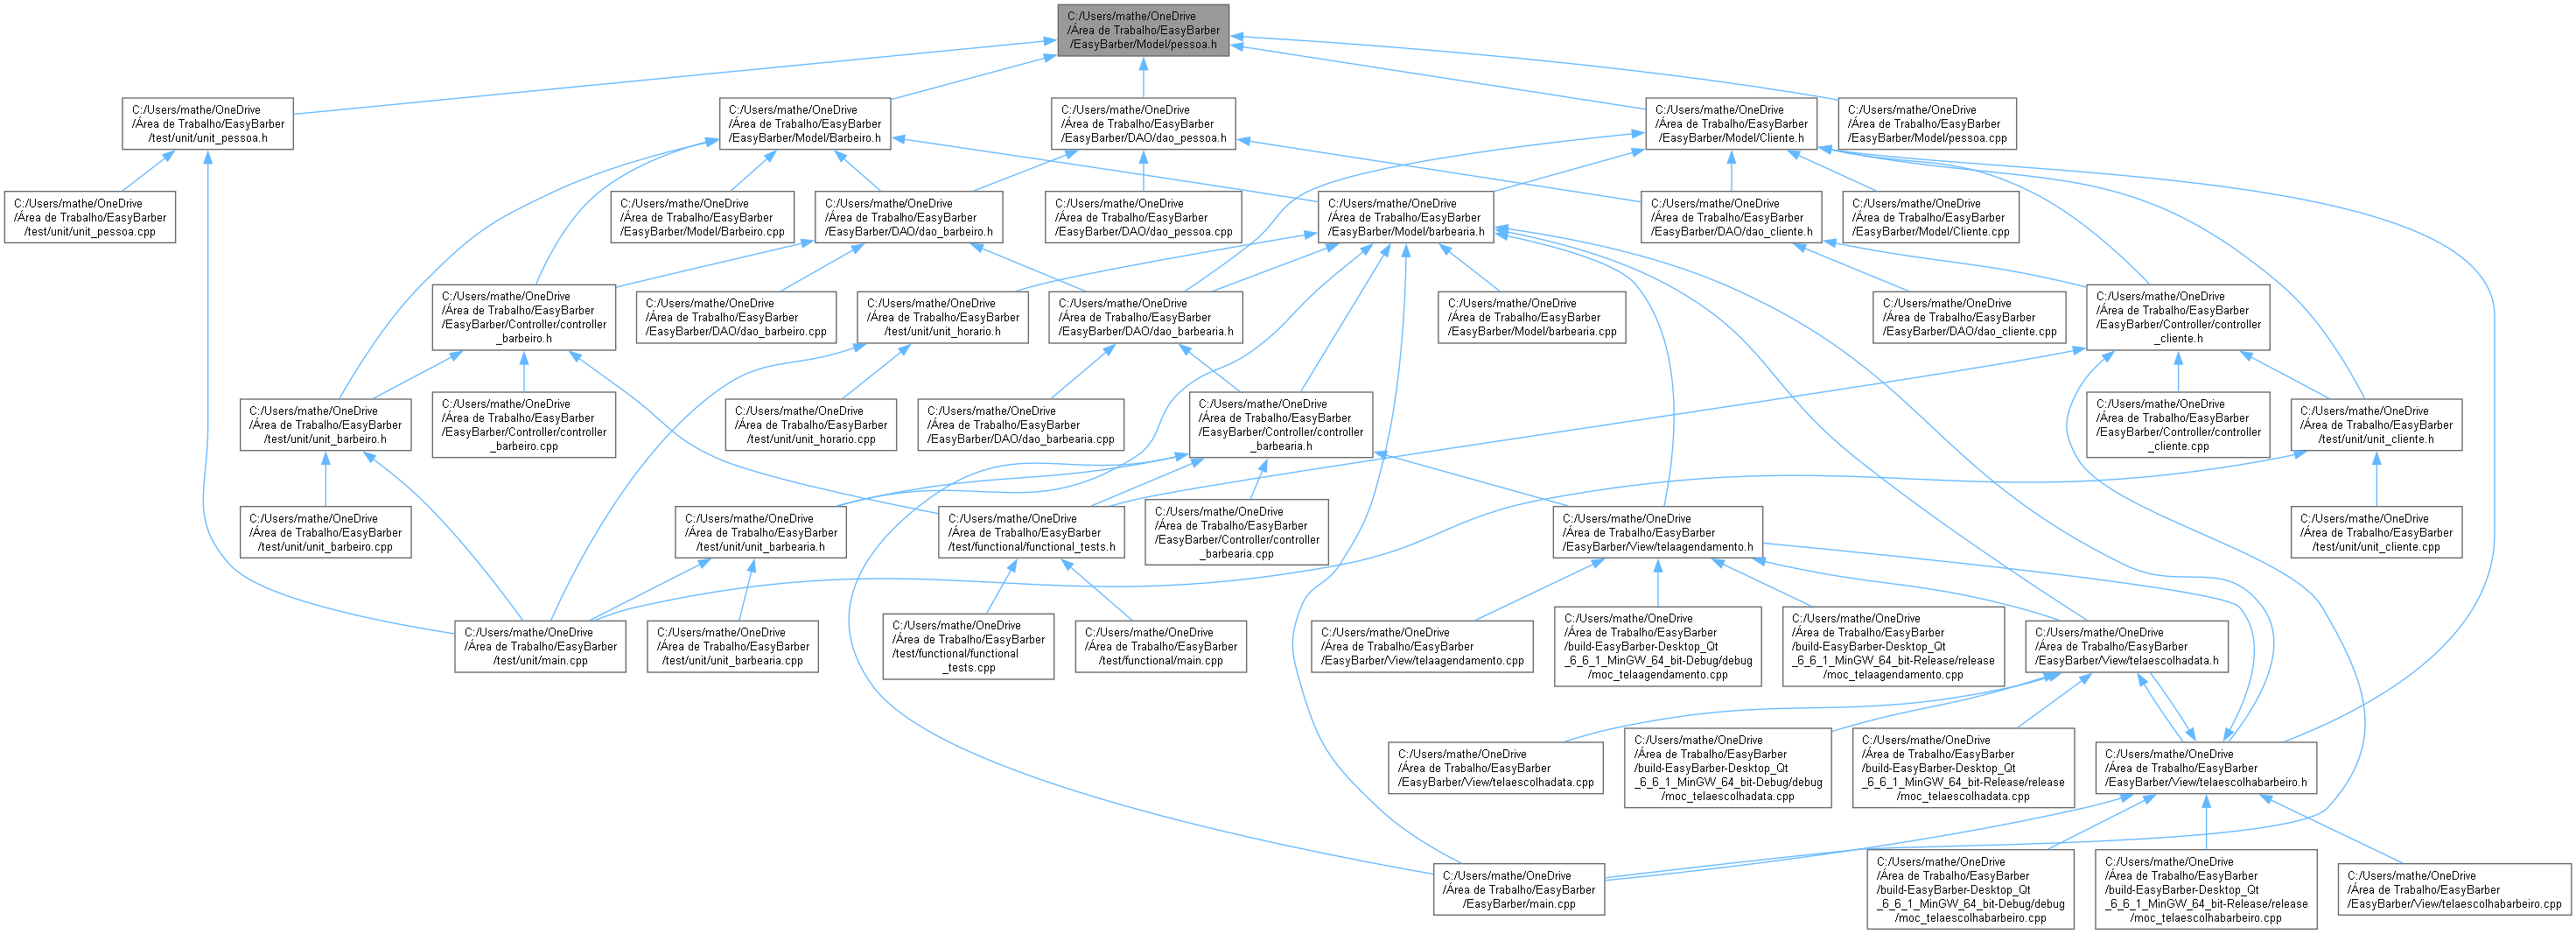 C:/Users/mathe/OneDrive
/Área de Trabalho/EasyBarber
/EasyBarber/Model/pessoa.h
C:/Users/mathe/OneDrive
/Área de Trabalho/EasyBarber
/test/unit/unit_pessoa.h
C:/Users/mathe/OneDrive
/Área de Trabalho/EasyBarber
/EasyBarber/Model/Barbeiro.h
C:/Users/mathe/OneDrive
/Área de Trabalho/EasyBarber
/EasyBarber/DAO/dao_pessoa.h
C:/Users/mathe/OneDrive
/Área de Trabalho/EasyBarber
/EasyBarber/Model/Cliente.h
C:/Users/mathe/OneDrive
/Área de Trabalho/EasyBarber
/EasyBarber/Model/pessoa.cpp
C:/Users/mathe/OneDrive
/Área de Trabalho/EasyBarber
/test/unit/unit_pessoa.cpp
C:/Users/mathe/OneDrive
/Área de Trabalho/EasyBarber
/EasyBarber/Model/Barbeiro.cpp
C:/Users/mathe/OneDrive
/Área de Trabalho/EasyBarber
/EasyBarber/DAO/dao_barbeiro.h
C:/Users/mathe/OneDrive
/Área de Trabalho/EasyBarber
/EasyBarber/DAO/dao_pessoa.cpp
C:/Users/mathe/OneDrive
/Área de Trabalho/EasyBarber
/EasyBarber/Model/barbearia.h
C:/Users/mathe/OneDrive
/Área de Trabalho/EasyBarber
/EasyBarber/DAO/dao_cliente.h
C:/Users/mathe/OneDrive
/Área de Trabalho/EasyBarber
/EasyBarber/Model/Cliente.cpp
C:/Users/mathe/OneDrive
/Área de Trabalho/EasyBarber
/EasyBarber/Controller/controller
_barbeiro.h
C:/Users/mathe/OneDrive
/Área de Trabalho/EasyBarber
/EasyBarber/DAO/dao_barbeiro.cpp
C:/Users/mathe/OneDrive
/Área de Trabalho/EasyBarber
/test/unit/unit_horario.h
C:/Users/mathe/OneDrive
/Área de Trabalho/EasyBarber
/EasyBarber/DAO/dao_barbearia.h
C:/Users/mathe/OneDrive
/Área de Trabalho/EasyBarber
/EasyBarber/Model/barbearia.cpp
C:/Users/mathe/OneDrive
/Área de Trabalho/EasyBarber
/EasyBarber/DAO/dao_cliente.cpp
C:/Users/mathe/OneDrive
/Área de Trabalho/EasyBarber
/EasyBarber/Controller/controller
_cliente.h
C:/Users/mathe/OneDrive
/Área de Trabalho/EasyBarber
/test/unit/unit_barbeiro.h
C:/Users/mathe/OneDrive
/Área de Trabalho/EasyBarber
/EasyBarber/Controller/controller
_barbeiro.cpp
C:/Users/mathe/OneDrive
/Área de Trabalho/EasyBarber
/test/unit/unit_horario.cpp
C:/Users/mathe/OneDrive
/Área de Trabalho/EasyBarber
/EasyBarber/DAO/dao_barbearia.cpp
C:/Users/mathe/OneDrive
/Área de Trabalho/EasyBarber
/EasyBarber/Controller/controller
_barbearia.h
C:/Users/mathe/OneDrive
/Área de Trabalho/EasyBarber
/EasyBarber/Controller/controller
_cliente.cpp
C:/Users/mathe/OneDrive
/Área de Trabalho/EasyBarber
/test/unit/unit_cliente.h
C:/Users/mathe/OneDrive
/Área de Trabalho/EasyBarber
/test/unit/unit_barbeiro.cpp
C:/Users/mathe/OneDrive
/Área de Trabalho/EasyBarber
/test/unit/unit_barbearia.h
C:/Users/mathe/OneDrive
/Área de Trabalho/EasyBarber
/test/functional/functional_tests.h
C:/Users/mathe/OneDrive
/Área de Trabalho/EasyBarber
/EasyBarber/Controller/controller
_barbearia.cpp
C:/Users/mathe/OneDrive
/Área de Trabalho/EasyBarber
/EasyBarber/View/telaagendamento.h
C:/Users/mathe/OneDrive
/Área de Trabalho/EasyBarber
/test/unit/unit_cliente.cpp
C:/Users/mathe/OneDrive
/Área de Trabalho/EasyBarber
/test/unit/main.cpp
C:/Users/mathe/OneDrive
/Área de Trabalho/EasyBarber
/test/unit/unit_barbearia.cpp
C:/Users/mathe/OneDrive
/Área de Trabalho/EasyBarber
/test/functional/functional
_tests.cpp
C:/Users/mathe/OneDrive
/Área de Trabalho/EasyBarber
/test/functional/main.cpp
C:/Users/mathe/OneDrive
/Área de Trabalho/EasyBarber
/EasyBarber/View/telaagendamento.cpp
C:/Users/mathe/OneDrive
/Área de Trabalho/EasyBarber
/build-EasyBarber-Desktop_Qt
_6_6_1_MinGW_64_bit-Debug/debug
/moc_telaagendamento.cpp
C:/Users/mathe/OneDrive
/Área de Trabalho/EasyBarber
/build-EasyBarber-Desktop_Qt
_6_6_1_MinGW_64_bit-Release/release
/moc_telaagendamento.cpp
C:/Users/mathe/OneDrive
/Área de Trabalho/EasyBarber
/EasyBarber/View/telaescolhadata.h
C:/Users/mathe/OneDrive
/Área de Trabalho/EasyBarber
/EasyBarber/View/telaescolhadata.cpp
C:/Users/mathe/OneDrive
/Área de Trabalho/EasyBarber
/build-EasyBarber-Desktop_Qt
_6_6_1_MinGW_64_bit-Debug/debug
/moc_telaescolhadata.cpp
C:/Users/mathe/OneDrive
/Área de Trabalho/EasyBarber
/build-EasyBarber-Desktop_Qt
_6_6_1_MinGW_64_bit-Release/release
/moc_telaescolhadata.cpp
C:/Users/mathe/OneDrive
/Área de Trabalho/EasyBarber
/EasyBarber/View/telaescolhabarbeiro.h
C:/Users/mathe/OneDrive
/Área de Trabalho/EasyBarber
/EasyBarber/main.cpp
C:/Users/mathe/OneDrive
/Área de Trabalho/EasyBarber
/build-EasyBarber-Desktop_Qt
_6_6_1_MinGW_64_bit-Debug/debug
/moc_telaescolhabarbeiro.cpp
C:/Users/mathe/OneDrive
/Área de Trabalho/EasyBarber
/build-EasyBarber-Desktop_Qt
_6_6_1_MinGW_64_bit-Release/release
/moc_telaescolhabarbeiro.cpp
C:/Users/mathe/OneDrive
/Área de Trabalho/EasyBarber
/EasyBarber/View/telaescolhabarbeiro.cpp